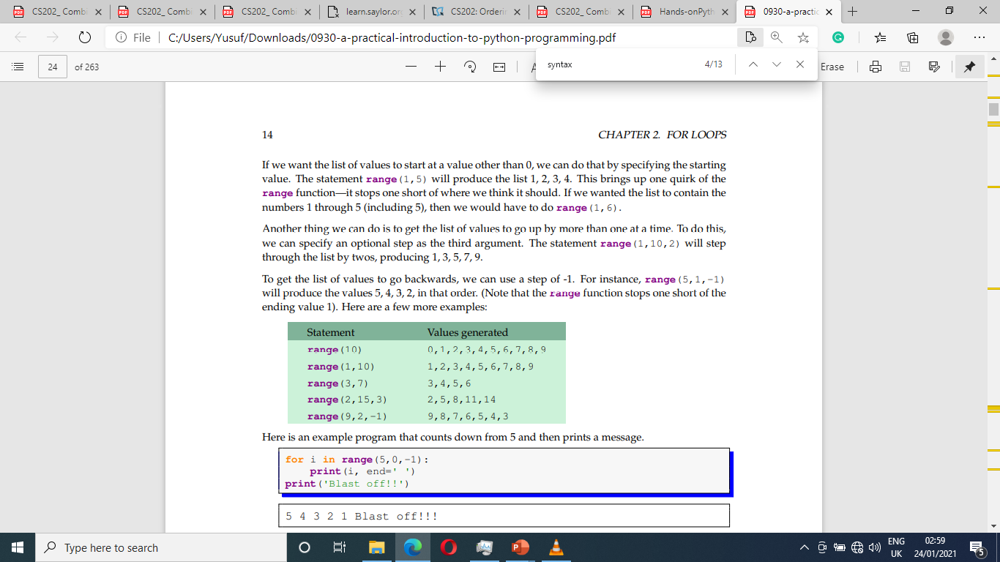 CS202_ Combi
CS202_ Combi
CS202_ Combi
learn.saylor.or
CS202: Orderin
CS202_ Combi
Hands-onPyth
0930-a-practic
File
C:/Users/Yusuf/Downloads/0930-a-practical-introduction-to-python-programming.pdf
24 of 263
syntax 4/13
Erase
14 CHAPTER 2. FOR LOOPS
If we want the list of values to start at a value other than 0, we can do that by specifying the starting
value. The statement range(1,5) will produce the list 1, 2, 3, 4. This brings up one quirk of the
range function—it stops one short of where we think it should. If we wanted the list to contain the
numbers 1 through 5 (including 5), then we would have to do range(1,6).
Another thing we can do is to get the list of values to go up by more than one at a time. To do this,
we can specify an optional step as the third argument. The statement range(1,10,2) will step
through the list by twos, producing 1, 3, 5, 7, 9.
To get the list of values to go backwards, we can use a step of -1. For instance, range(5,1,-1)
will produce the values 5, 4, 3, 2, in that order. (Note that the range function stops one short of the
ending value 1). Here are a few more examples:
Statement Values generated
range(10) 0,1,2,3,4,5,6,7,8,9
range(1,10) 1,2,3,4,5,6,7,8,9
range(3,7) 3,4,5,6
range(2,15,3) 2,5,8,11,14
range(9,2,-1) 9,8,7,6,5,4,3
Here is an example program that counts down from 5 and then prints a message.
for i in range(5,0,-1):
    print(i, end=' ')
print('Blast off!!')
5 4 3 2 1 Blast off!!!
Type here to search
ENG
UK
02:59
24/01/2021
5